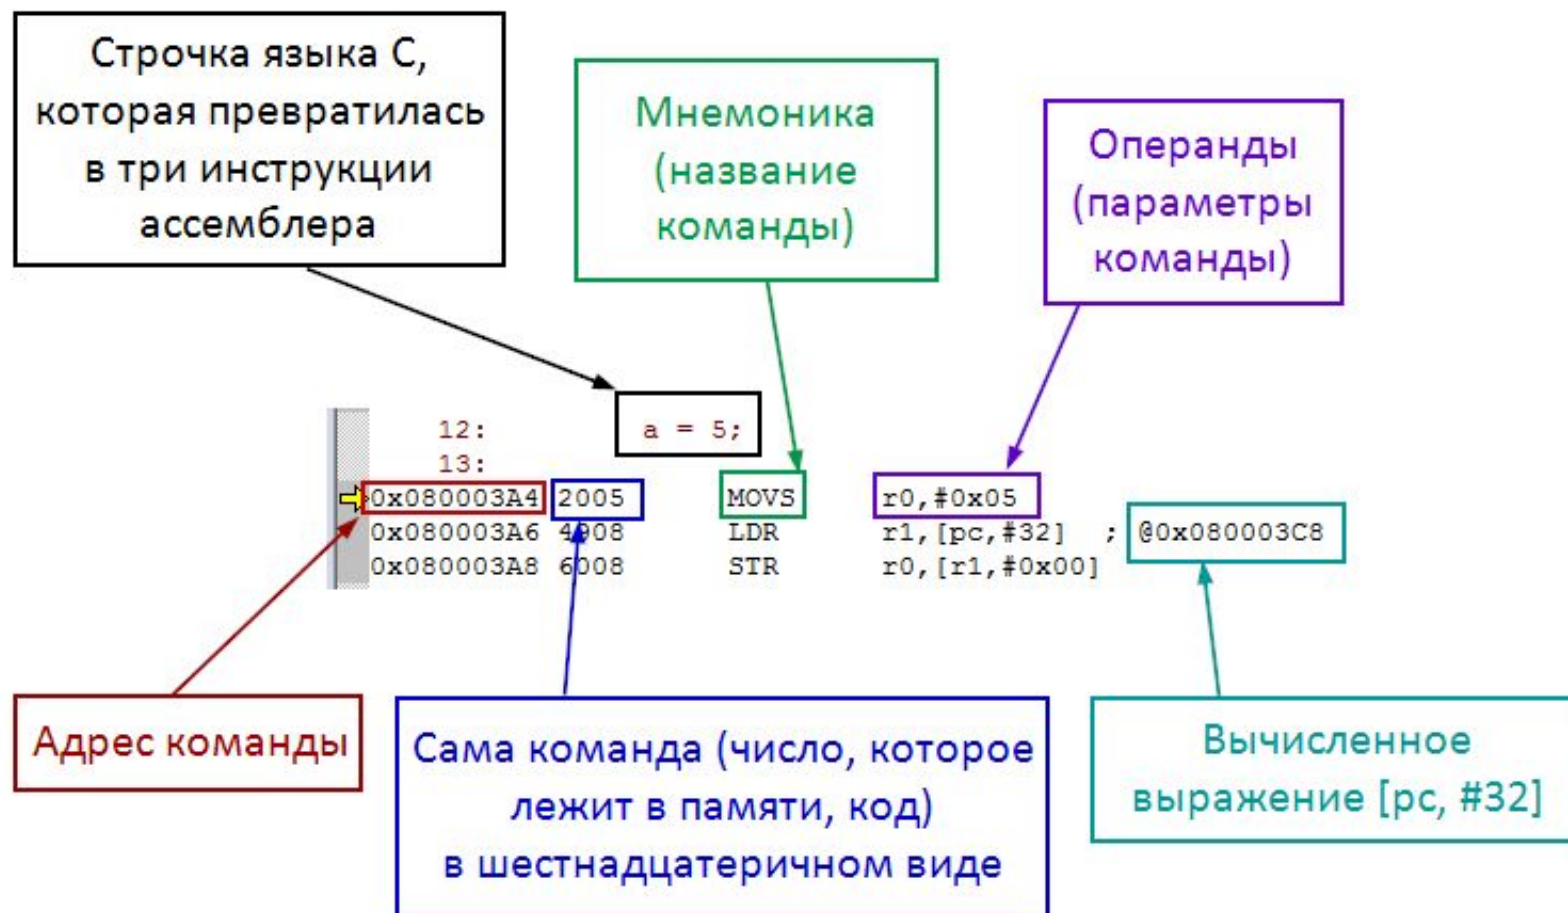 Строчка языка С,
которая превратилась
в три инструкции
ассемблера
Мнемоника
(название
команды)
Операнды
(параметры
команды)
12: a = 5;
13:
0x080003A4 2005 MOVS r0,#0x05
0x080003A6 4908 LDR r1,[pc,#32] ; @0x080003C8
0x080003A8 6008 STR r0,[r1,#0x00]
Адрес команды
Сама команда (число, которое
лежит в памяти, код)
в шестнадцатеричном виде
Вычисленное
выражение [pc, #32]